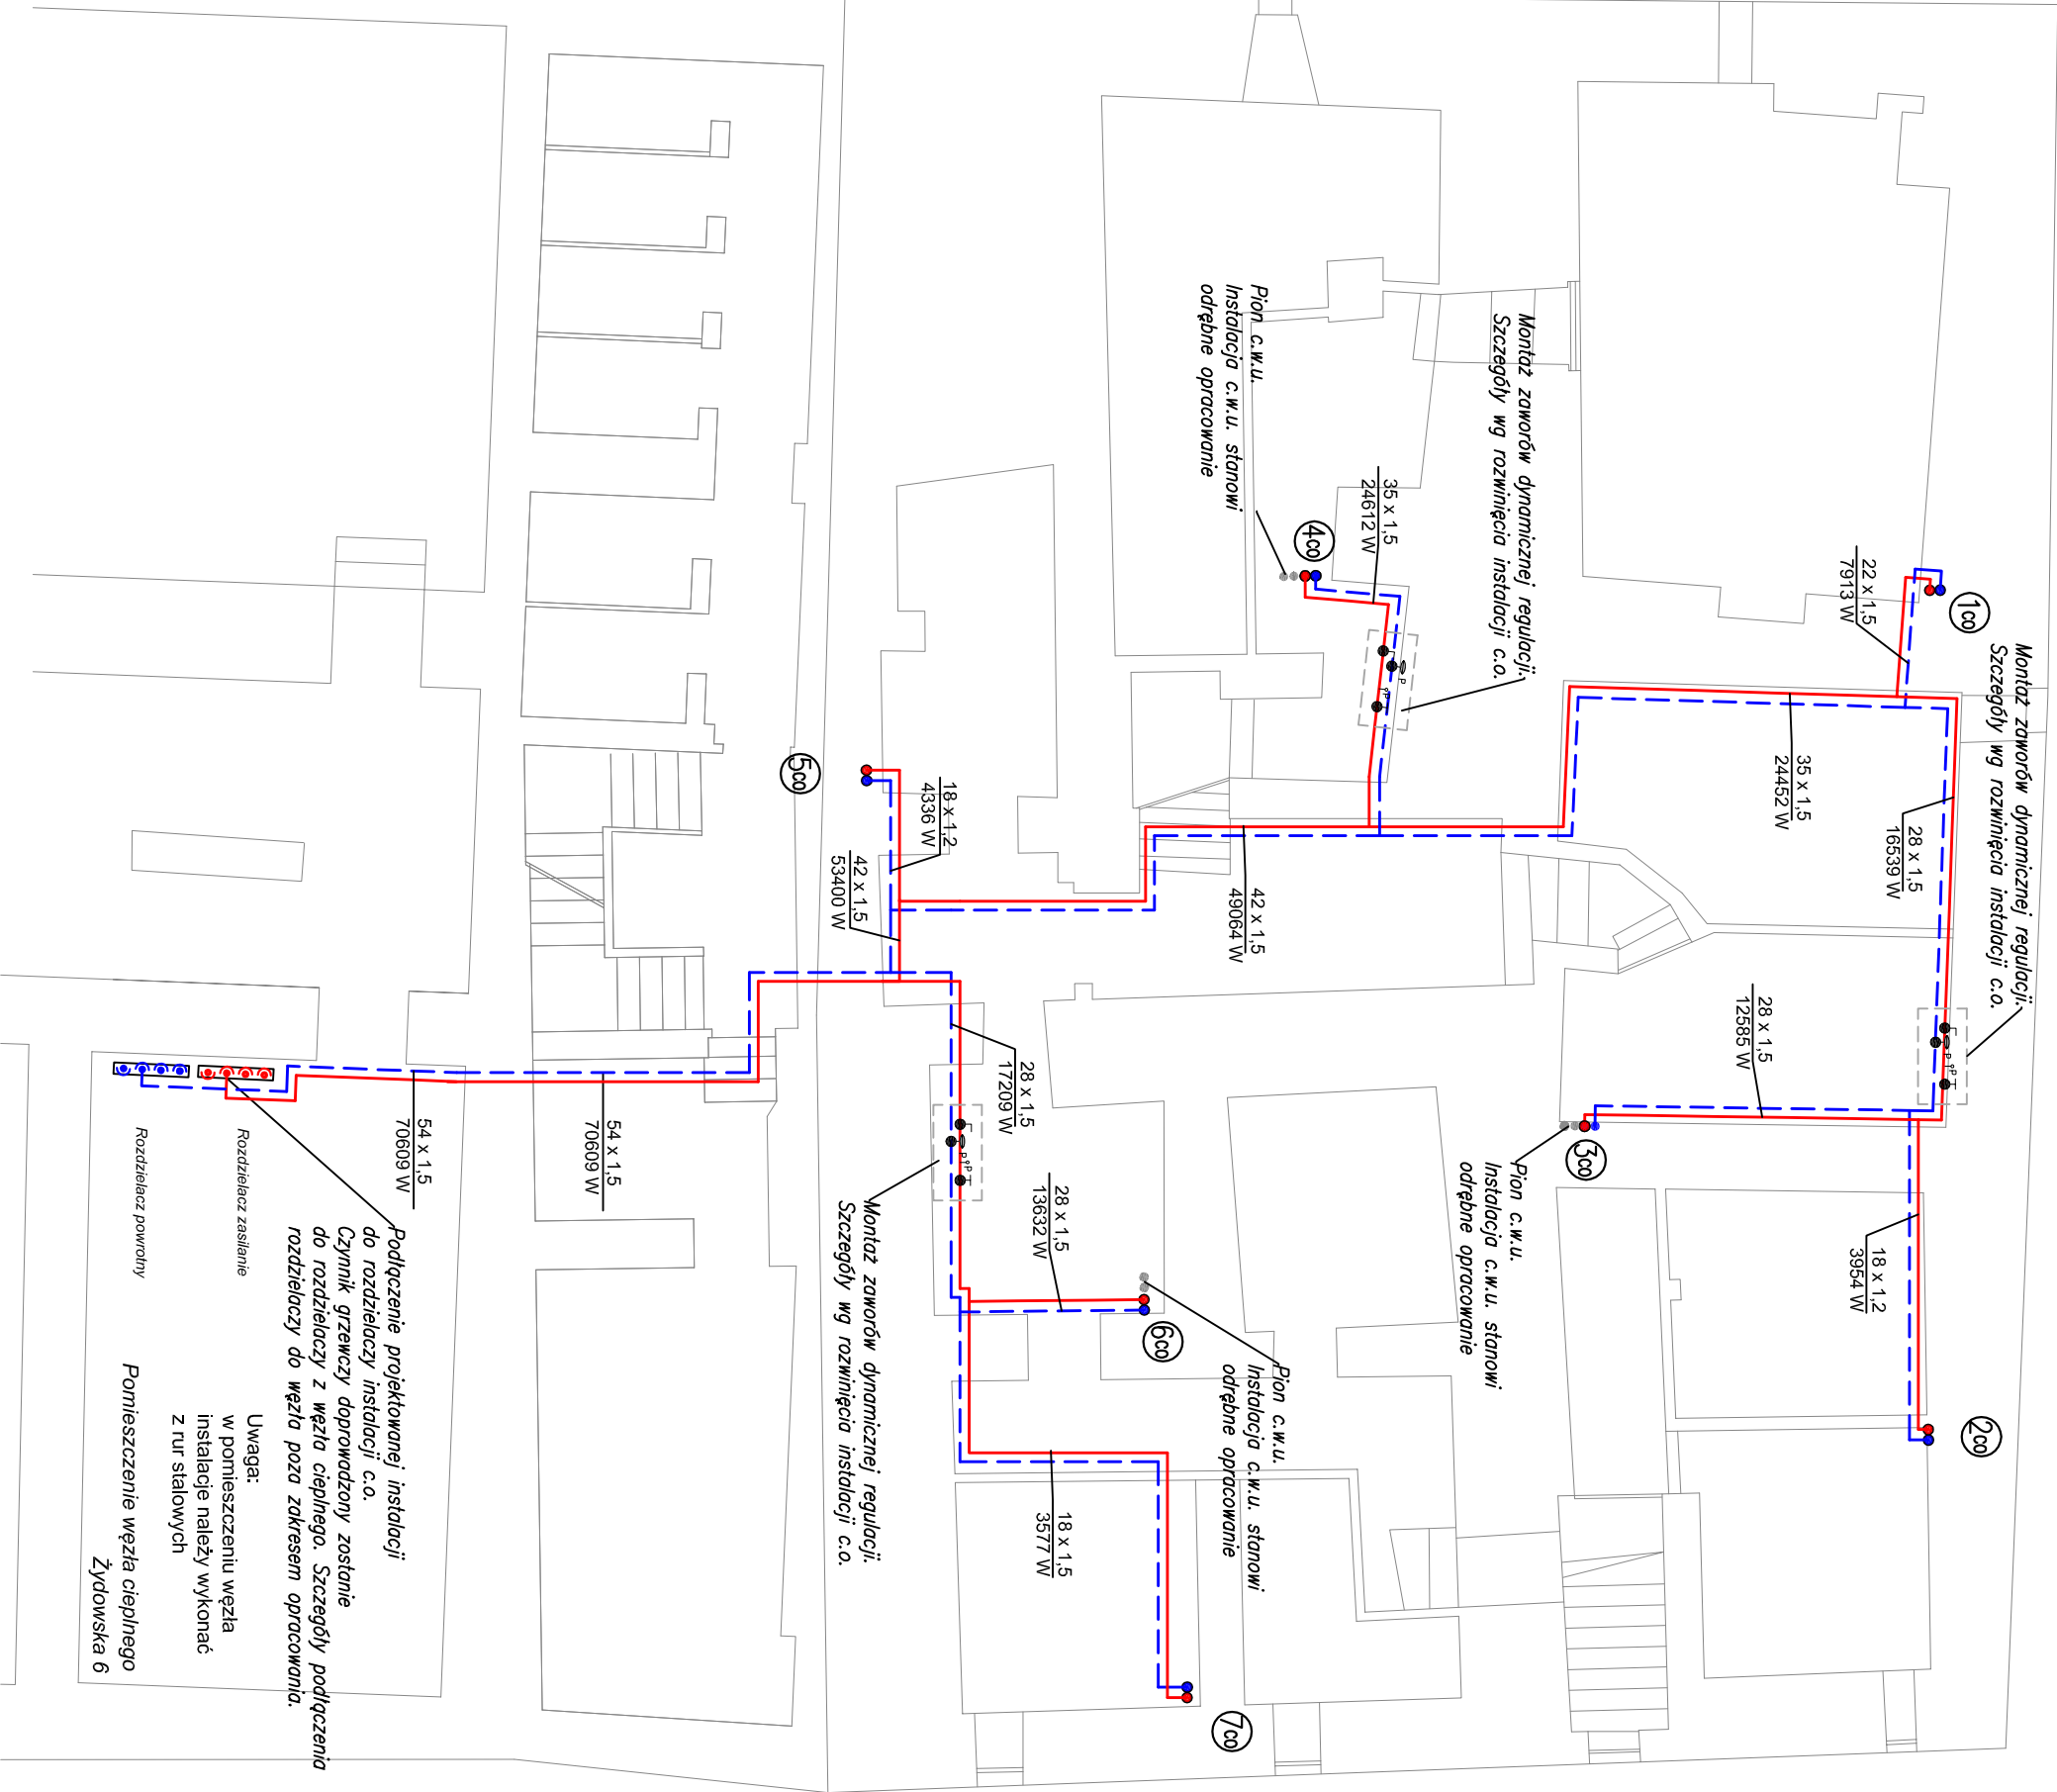 Montaż zaworów dynamicznej regulacji.
Szczegóły wg rozwinięcia instalacji c.o.
1co
22 x 1,5
7913 W
35 x 1,5
24452 W
28 x 1,5
16539 W
Montaż zaworów dynamicznej regulacji.
Szczegóły wg rozwinięcia instalacji c.o.
35 x 1,5
24612 W
4co
Pion c.w.u.
Instalacja c.w.u. stanowi
odrębne opracowanie
28 x 1,5
12585 W
3co
Pion c.w.u.
Instalacja c.w.u. stanowi
odrębne opracowanie
18 x 1,2
3954 W
2co
42 x 1,5
49064 W
5co
18 x 1,2
4336 W
42 x 1,5
53400 W
28 x 1,5
17209 W
28 x 1,5
13632 W
6co
Pion c.w.u.
Instalacja c.w.u. stanowi
odrębne opracowanie
18 x 1,5
3577 W
7co
Montaż zaworów dynamicznej regulacji.
Szczegóły wg rozwinięcia instalacji c.o.
54 x 1,5
70609 W
54 x 1,5
70609 W
Podłączenie projektowanej instalacji
do rozdzielaczy instalacji c.o.
Czynnik grzewczy doprowadzony zostanie
do rozdzielaczy z węzła cieplnego. Szczegóły podłączenia
rozdzielaczy do węzła poza zakresem opracowania.
Rozdzielacz zasilanie
Rozdzielacz powrotny
Uwaga:
w pomieszczeniu węzła
instalacje należy wykonać
z rur stalowych
Pomieszczenie węzła cieplnego
Żydowska 6
P
P
P
P
P
P